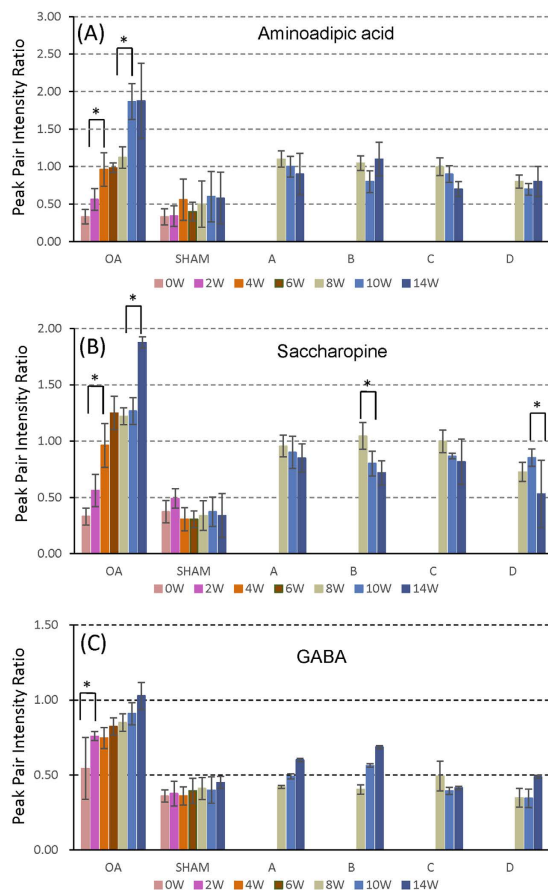 3.00
(A)
Aminoadipic acid
*
2.50
2.00
*
1.50
1.00
0.50
0.00
Peak Pair Intensity Ratio
OA SHAM A B C D
0W 2W 4W 6W 8W 10W 14W
*
2.00
(B)
Saccharopine
1.50
*
*
*
1.00
0.50
0.00
Peak Pair Intensity Ratio
OA SHAM A B C D
0W 2W 4W 6W 8W 10W 14W
1.50
(C)
GABA
1.00
*
0.50
0.00
Peak Pair Intensity Ratio
OA SHAM A B C D
0W 2W 4W 6W 8W 10W 14W